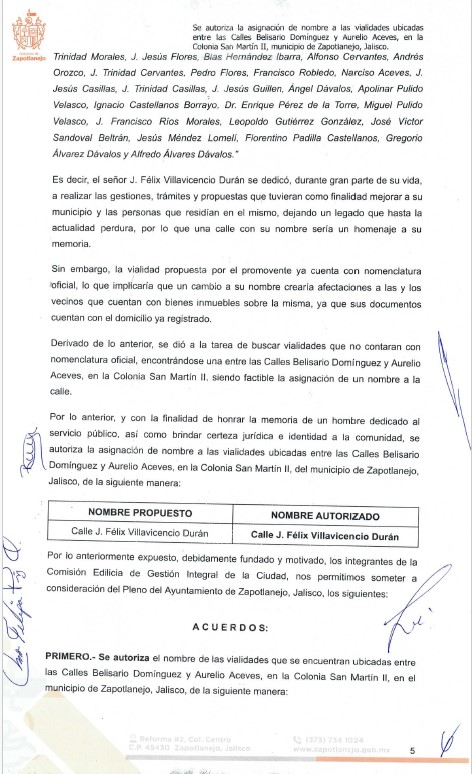 Se autoriza la asignación de nombre a las vialidades ubicadas
entre las Calles Belisario Domínguez y Aurelio Aceves, en la
Colonia San Martín II, municipio de Zapotlanejo, Jalisco.
Zapotlanejo
Trinidad Morales, J. Jesús Flores, Blas Hernández Ibarra, Alfonso Cervantes, Andrés
Orozco, J. Trinidad Cervantes, Pedro Flores, Francisco Robledo, Narciso Aceves, J.
Jesús Casillas, J. Trinidad Casillas, J. Jesús Guillen, Ángel Dávalos, Apolinar Pulido
Velasco, Ignacio Castellanos Borrayo, Dr. Enrique Pérez de la Torre, Miguel Pulido
Velasco, J. Francisco Ríos Morales, Leopoldo Gutiérrez González, José Victor
Sandoval Beltrán, Jesús Méndez Lomelí, Florentino Padilla Castellanos, Gregorio
Álvarez Dávalos y Alfredo Álvares Dávalos."
Es decir, el señor J. Félix Villavicencio Durán se dedicó, durante gran parte de su vida,
a realizar las gestiones, trámites y propuestas que tuvieran como finalidad mejorar a su
municipio y las personas que residían en el mismo, dejando un legado que hasta la
actualidad perdura, por lo que una calle con su nombre sería un homenaje a su
memoria.
Sin embargo, la vialidad propuesta por el promovente ya cuenta con nomenclatura
oficial, lo que implicaría que un cambio a su nombre crearía afectaciones a las y los
vecinos que cuentan con bienes inmuebles sobre la misma, ya que sus documentos
cuentan con el domicilio ya registrado.
Derivado de lo anterior, se dió a la tarea de buscar vialidades que no contaran con
nomenclatura oficial, encontrándose una entre las Calles Belisario Domínguez y Aurelio
Aceves, en la Colonia San Martín II, siendo factible la asignación de un nombre a la
calle.
Por lo anterior, y con la finalidad de honrar la memoria de un hombre dedicado al
servicio público, así como brindar certeza jurídica e identidad a la comunidad, se
autoriza la asignación de nombre a las vialidades ubicadas entre las Calles Belisario
Domínguez y Aurelio Aceves, en la Colonia San Martín II, del municipio de Zapotlanejo,
Jalisco, de la siguiente manera:
NOMBRE PROPUESTO NOMBRE AUTORIZADO
Calle J. Félix Villavicencio Durán Calle J. Félix Villavicencio Durán
Por lo anteriormente expuesto, debidamente fundado y motivado, los integrantes de la
Comisión Edilicia de Gestión Integral de la Ciudad, nos permitimos someter a
consideración del Pleno del Ayuntamiento de Zapotlanejo, Jalisco, los siguientes:
A C U E R D O S:
PRIMERO.- Se autoriza el nombre de las vialidades que se encuentran ubicadas entre
las Calles Belisario Domínguez y Aurelio Aceves, en la Colonia San Martín II, en el
municipio de Zapotlanejo, Jalisco, de la siguiente manera:
Reforma #2, Col. Centro
C.P. 45430 Zapotlanejo, Jalisco
(373) 734 1024
www.zapotlanejo.gob.mx
5